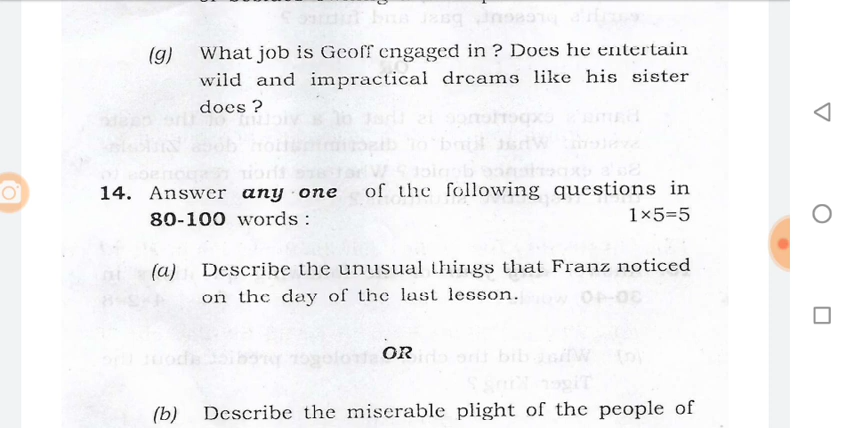 (g) What job is Geoff engaged in ? Does he entertain
wild and impractical dreams like his sister
does ?
14. Answer any one of the following questions in
80-100 words : 1×5=5
(a) Describe the unusual things that Franz noticed
on the day of the last lesson.
OR
(b) Describe the miserable plight of the people of